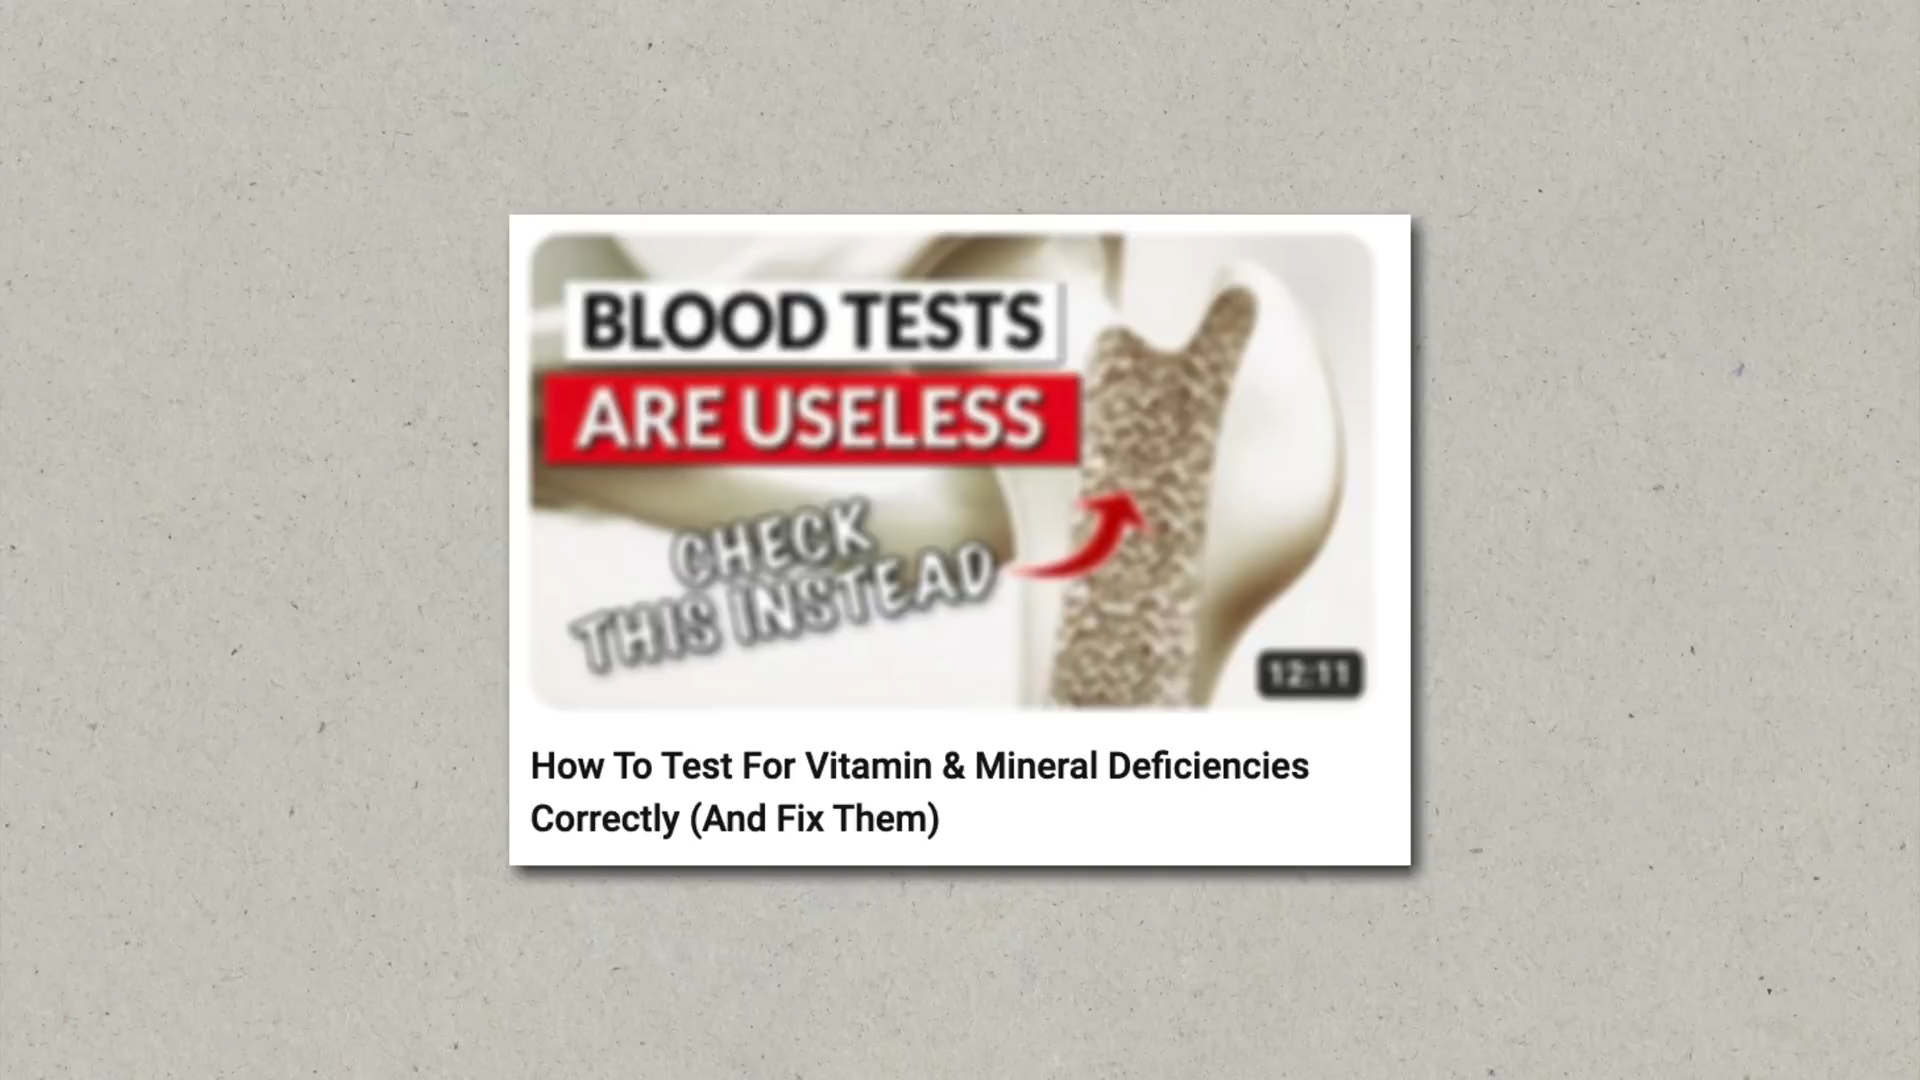 BLOOD TESTS
ARE USELESS
CHECK
THIS INSTEAD
12:11
How To Test For Vitamin & Mineral Deficiencies
Correctly (And Fix Them)